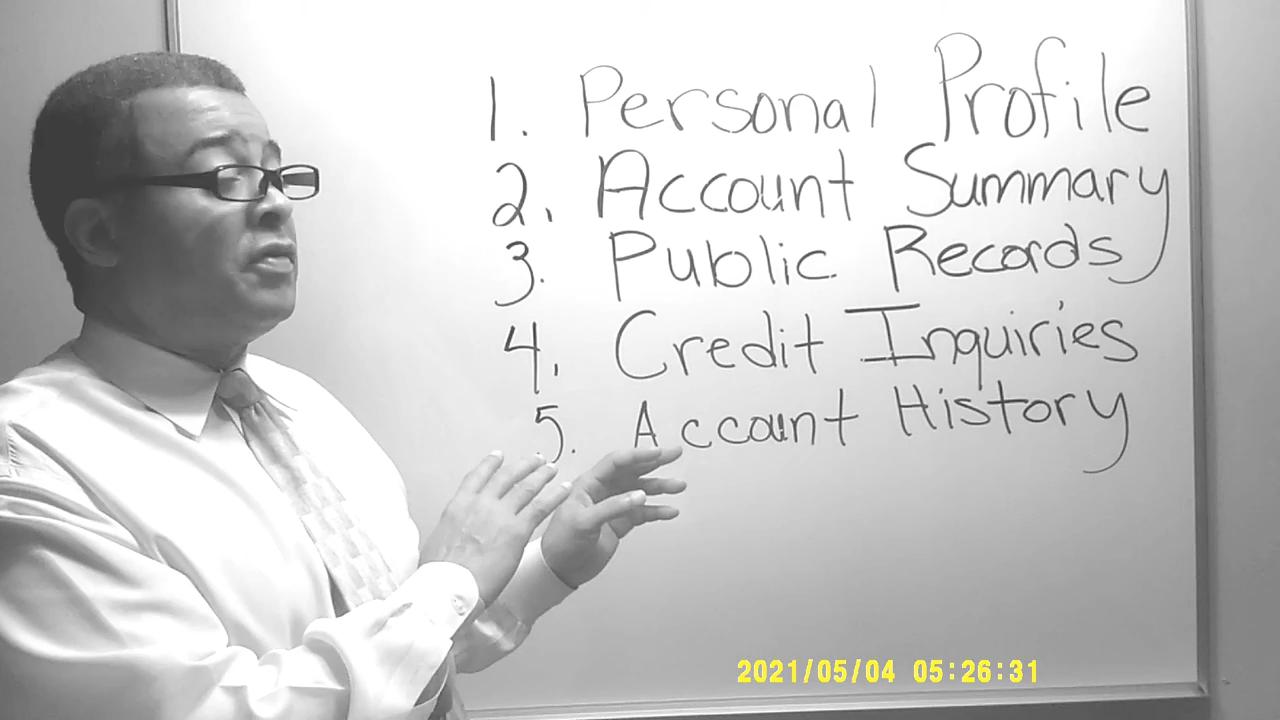 1. Personal Profile
2. Account Summary
3. Public Records
4. Credit Inquiries
5. Account History
2021/05/04 05:26:31